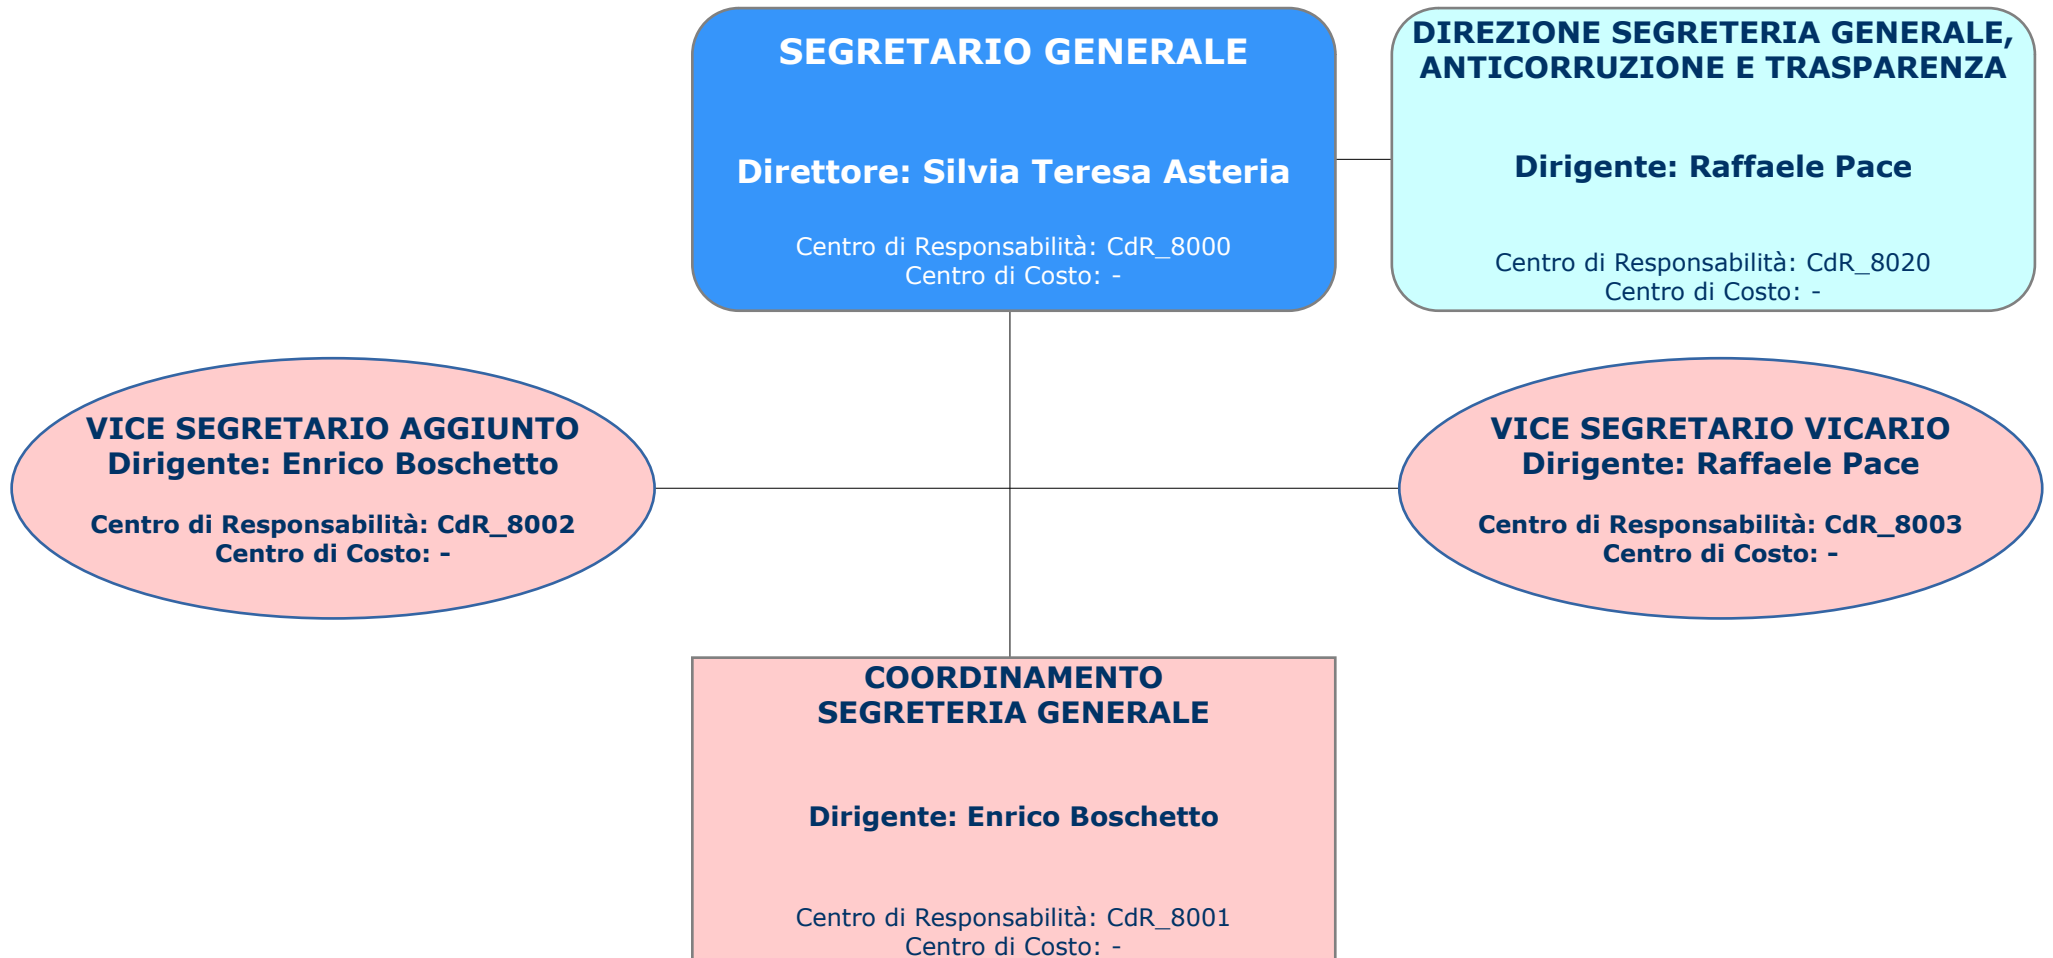 SEGRETARIO GENERALE
Direttore: Silvia Teresa Asteria
Centro di Responsabilità: CdR_8000
Centro di Costo: -
DIREZIONE SEGRETERIA GENERALE,
ANTICORRUZIONE E TRASPARENZA
Dirigente: Raffaele Pace
Centro di Responsabilità: CdR_8020
Centro di Costo: -
VICE SEGRETARIO AGGIUNTO
Dirigente: Enrico Boschetto
Centro di Responsabilità: CdR_8002
Centro di Costo: -
VICE SEGRETARIO VICARIO
Dirigente: Raffaele Pace
Centro di Responsabilità: CdR_8003
Centro di Costo: -
COORDINAMENTO
SEGRETERIA GENERALE
Dirigente: Enrico Boschetto
Centro di Responsabilità: CdR_8001
Centro di Costo: -